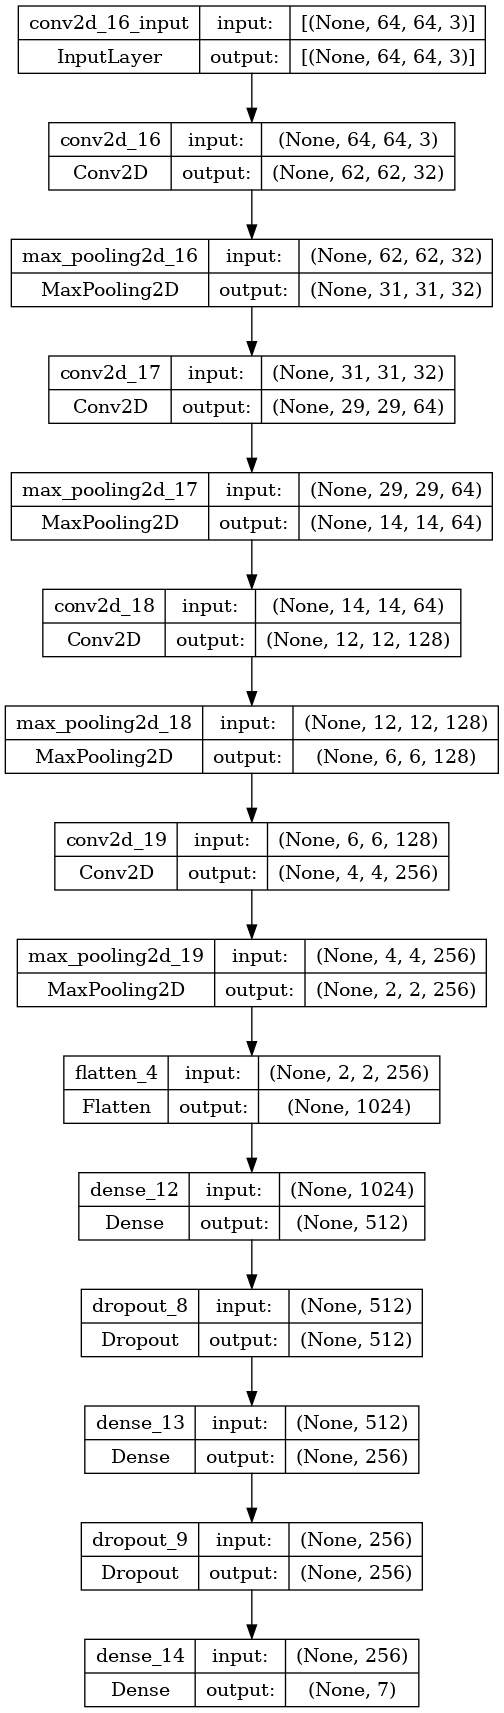 conv2d_16_input input: [(None, 64, 64, 3)]
InputLayer output: [(None, 64, 64, 3)]
conv2d_16 input: (None, 64, 64, 3)
Conv2D output: (None, 62, 62, 32)
max_pooling2d_16 input: (None, 62, 62, 32)
MaxPooling2D output: (None, 31, 31, 32)
conv2d_17 input: (None, 31, 31, 32)
Conv2D output: (None, 29, 29, 64)
max_pooling2d_17 input: (None, 29, 29, 64)
MaxPooling2D output: (None, 14, 14, 64)
conv2d_18 input: (None, 14, 14, 64)
Conv2D output: (None, 12, 12, 128)
max_pooling2d_18 input: (None, 12, 12, 128)
MaxPooling2D output: (None, 6, 6, 128)
conv2d_19 input: (None, 6, 6, 128)
Conv2D output: (None, 4, 4, 256)
max_pooling2d_19 input: (None, 4, 4, 256)
MaxPooling2D output: (None, 2, 2, 256)
flatten_4 input: (None, 2, 2, 256)
Flatten output: (None, 1024)
dense_12 input: (None, 1024)
Dense output: (None, 512)
dropout_8 input: (None, 512)
Dropout output: (None, 512)
dense_13 input: (None, 512)
Dense output: (None, 256)
dropout_9 input: (None, 256)
Dropout output: (None, 256)
dense_14 input: (None, 256)
Dense output: (None, 7)